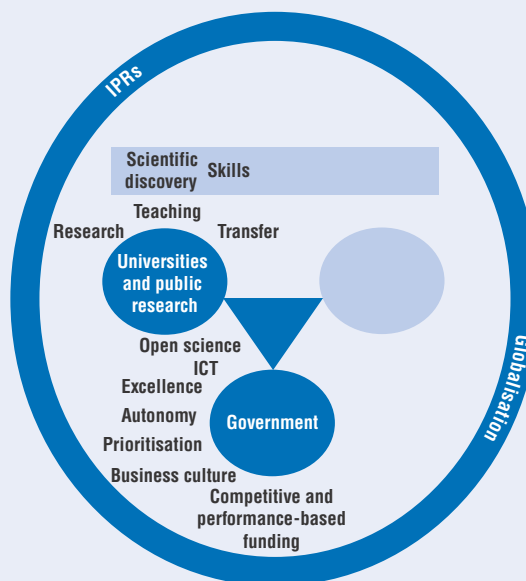 IPRs
Scientific
discovery
Skills
Teaching
Research
Transfer
Universities
and public
research
Open science
ICT
Excellence
Autonomy
Government
Prioritisation
Business culture
Competitive and
performance-based
funding
Globalisation